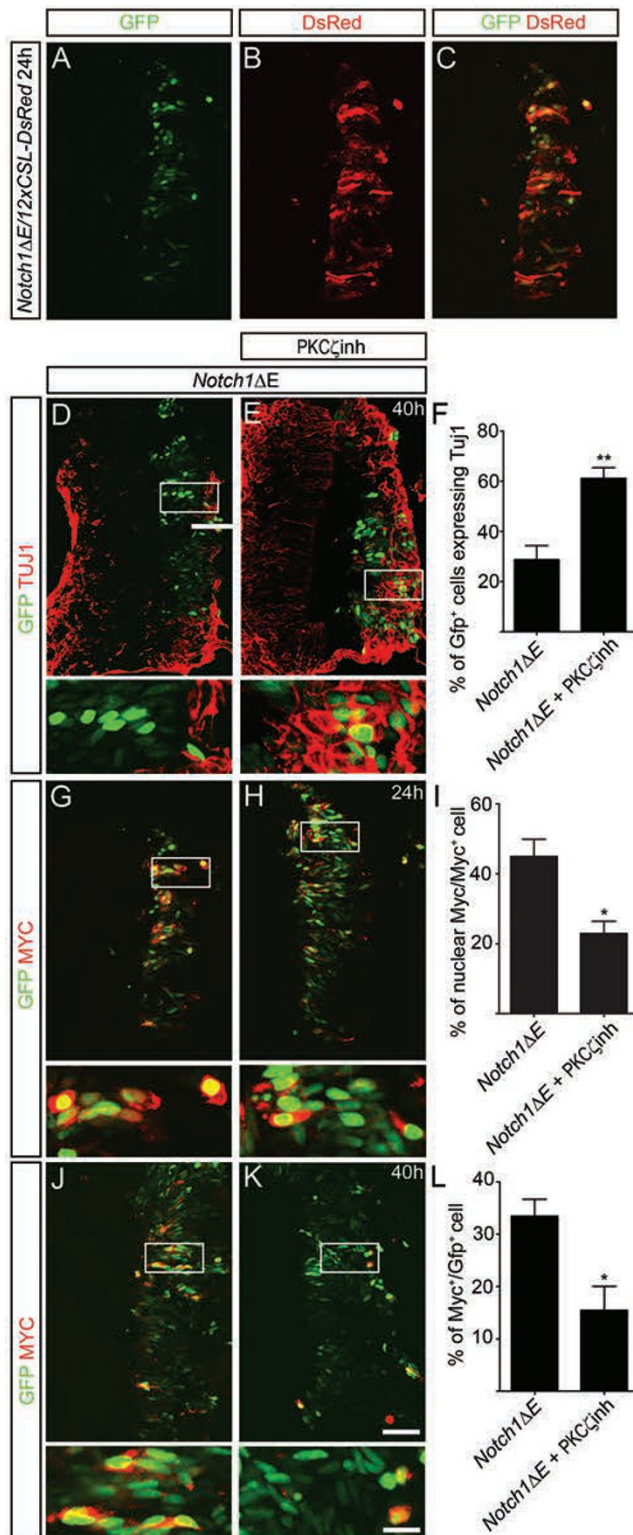 GFP
DsRed
GFP DsRed
Notch1ΔE/12xCSL-DsRed 24h
A
B
C
PKCζinh
Notch1ΔE
GFP TUJ1
D
E
40h
F
% of Gfp+ cells expressing Tuj1
80
60
40
20
**
Notch1ΔE
Notch1ΔE + PKCζinh
GFP MYC
G
H
24h
I
% of nuclear Myc/Myc+ cell
60
40
20
*
Notch1ΔE
Notch1ΔE + PKCζinh
GFP MYC
J
K
40h
L
% of Myc+/Gfp+ cell
40
30
20
10
*
Notch1ΔE
Notch1ΔE + PKCζinh